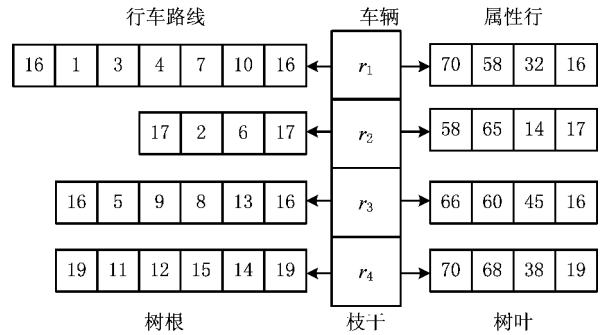 行车路线 车辆 属性行
16 1 3 4 7 10 16 r1 70 58 32 16
17 2 6 17 r2 58 65 14 17
16 5 9 8 13 16 r3 66 60 45 16
19 11 12 15 14 19 r4 70 68 38 19
树根 枝干 树叶